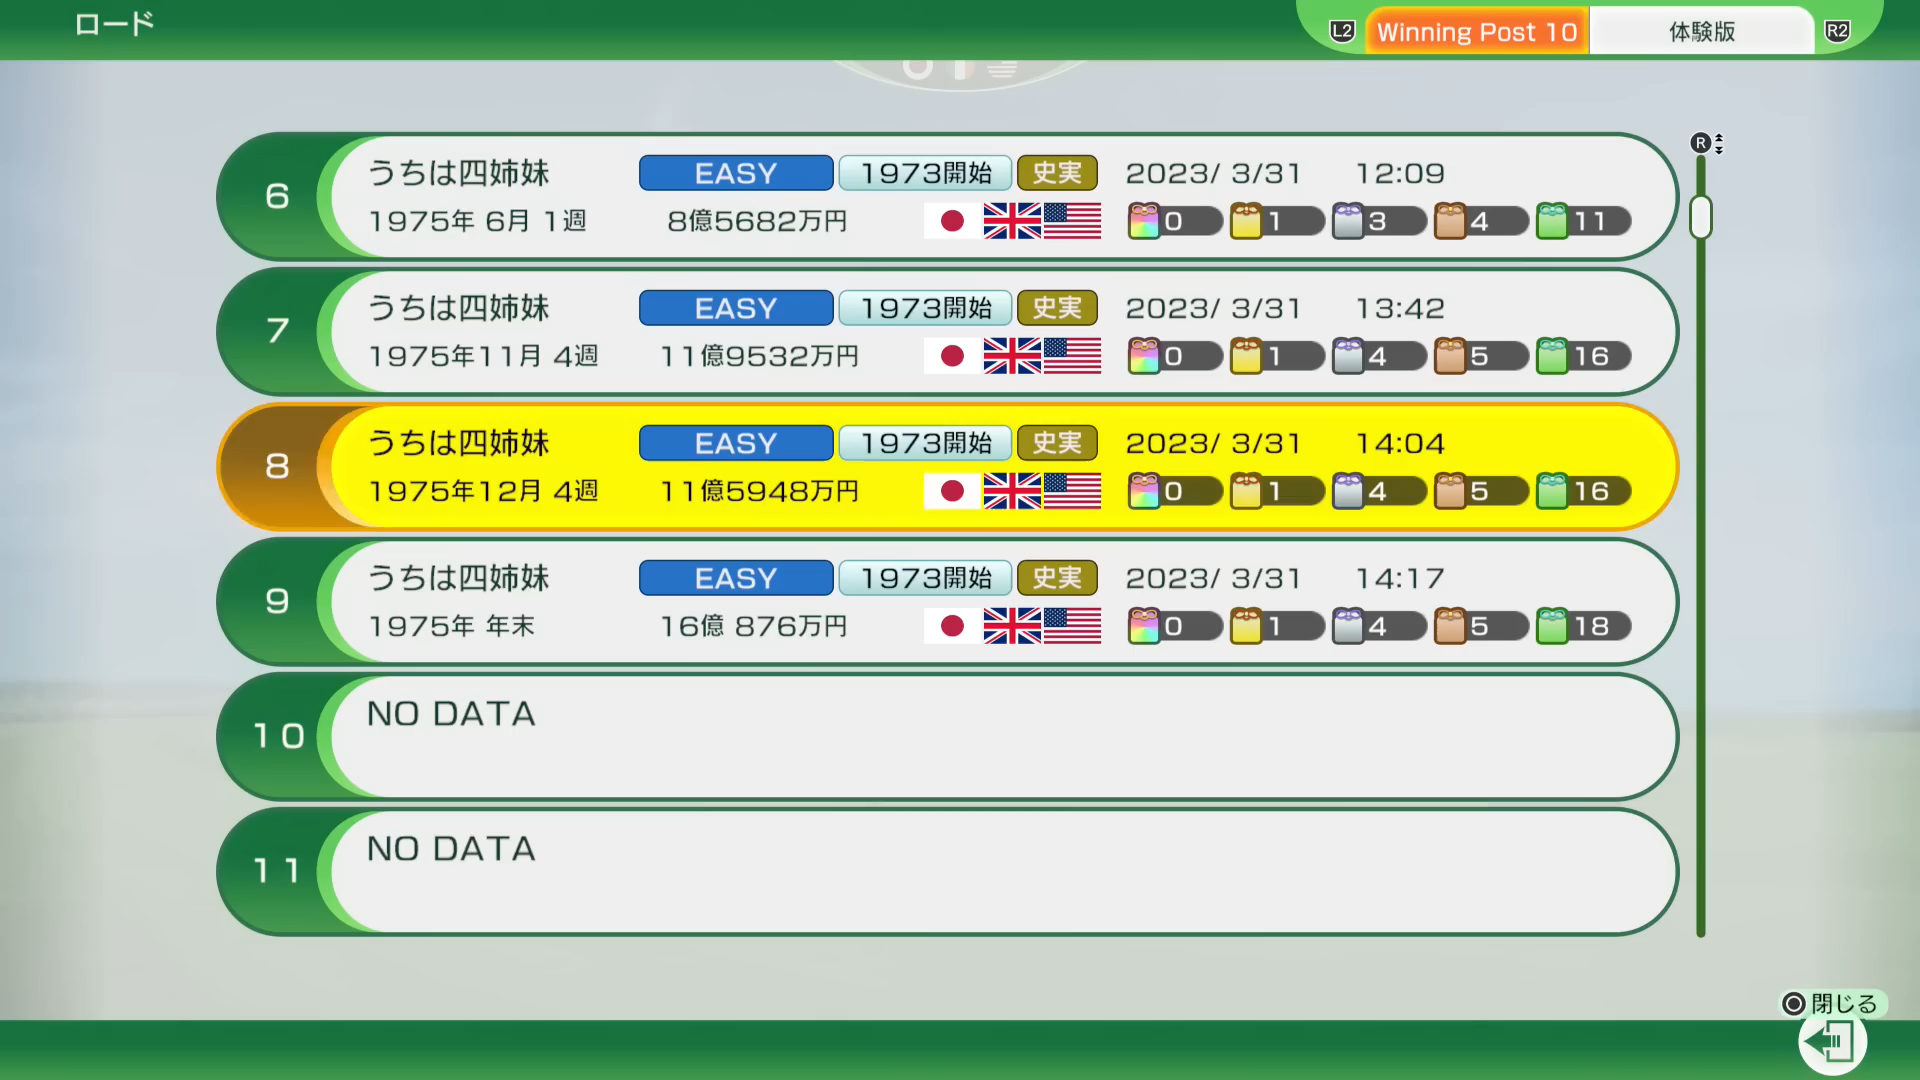 ロード
L2 Winning Post 10 体験版 R2
R
6 うちは四姉妹 EASY 1973開始 史実 2023/ 3/31 12:09
1975年 6月 1週 8億5682万円 0 1 3 4 11
7 うちは四姉妹 EASY 1973開始 史実 2023/ 3/31 13:42
1975年11月 4週 11億9532万円 0 1 4 5 16
8 うちは四姉妹 EASY 1973開始 史実 2023/ 3/31 14:04
1975年12月 4週 11億5948万円 0 1 4 5 16
9 うちは四姉妹 EASY 1973開始 史実 2023/ 3/31 14:17
1975年 年末 16億 876万円 0 1 4 5 18
10 NO DATA
11 NO DATA
閉じる